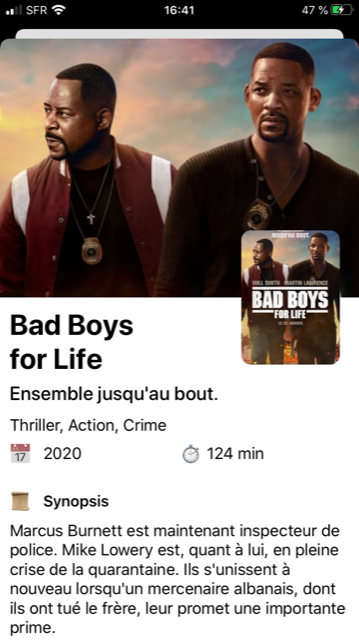 SFR 16:41 47 %
jusqu'au bout.
WILL SMITH MARTIN LAWRENCE
BAD BOYS
FOR LIFE
Bad Boys
for Life
Ensemble jusqu'au bout.
Thriller, Action, Crime
17 2020 124 min
Synopsis
Marcus Burnett est maintenant inspecteur de
police. Mike Lowery est, quant à lui, en pleine
crise de la quarantaine. Ils s'unissent à
nouveau lorsqu'un mercenaire albanais, dont
ils ont tué le frère, leur promet une importante
prime.